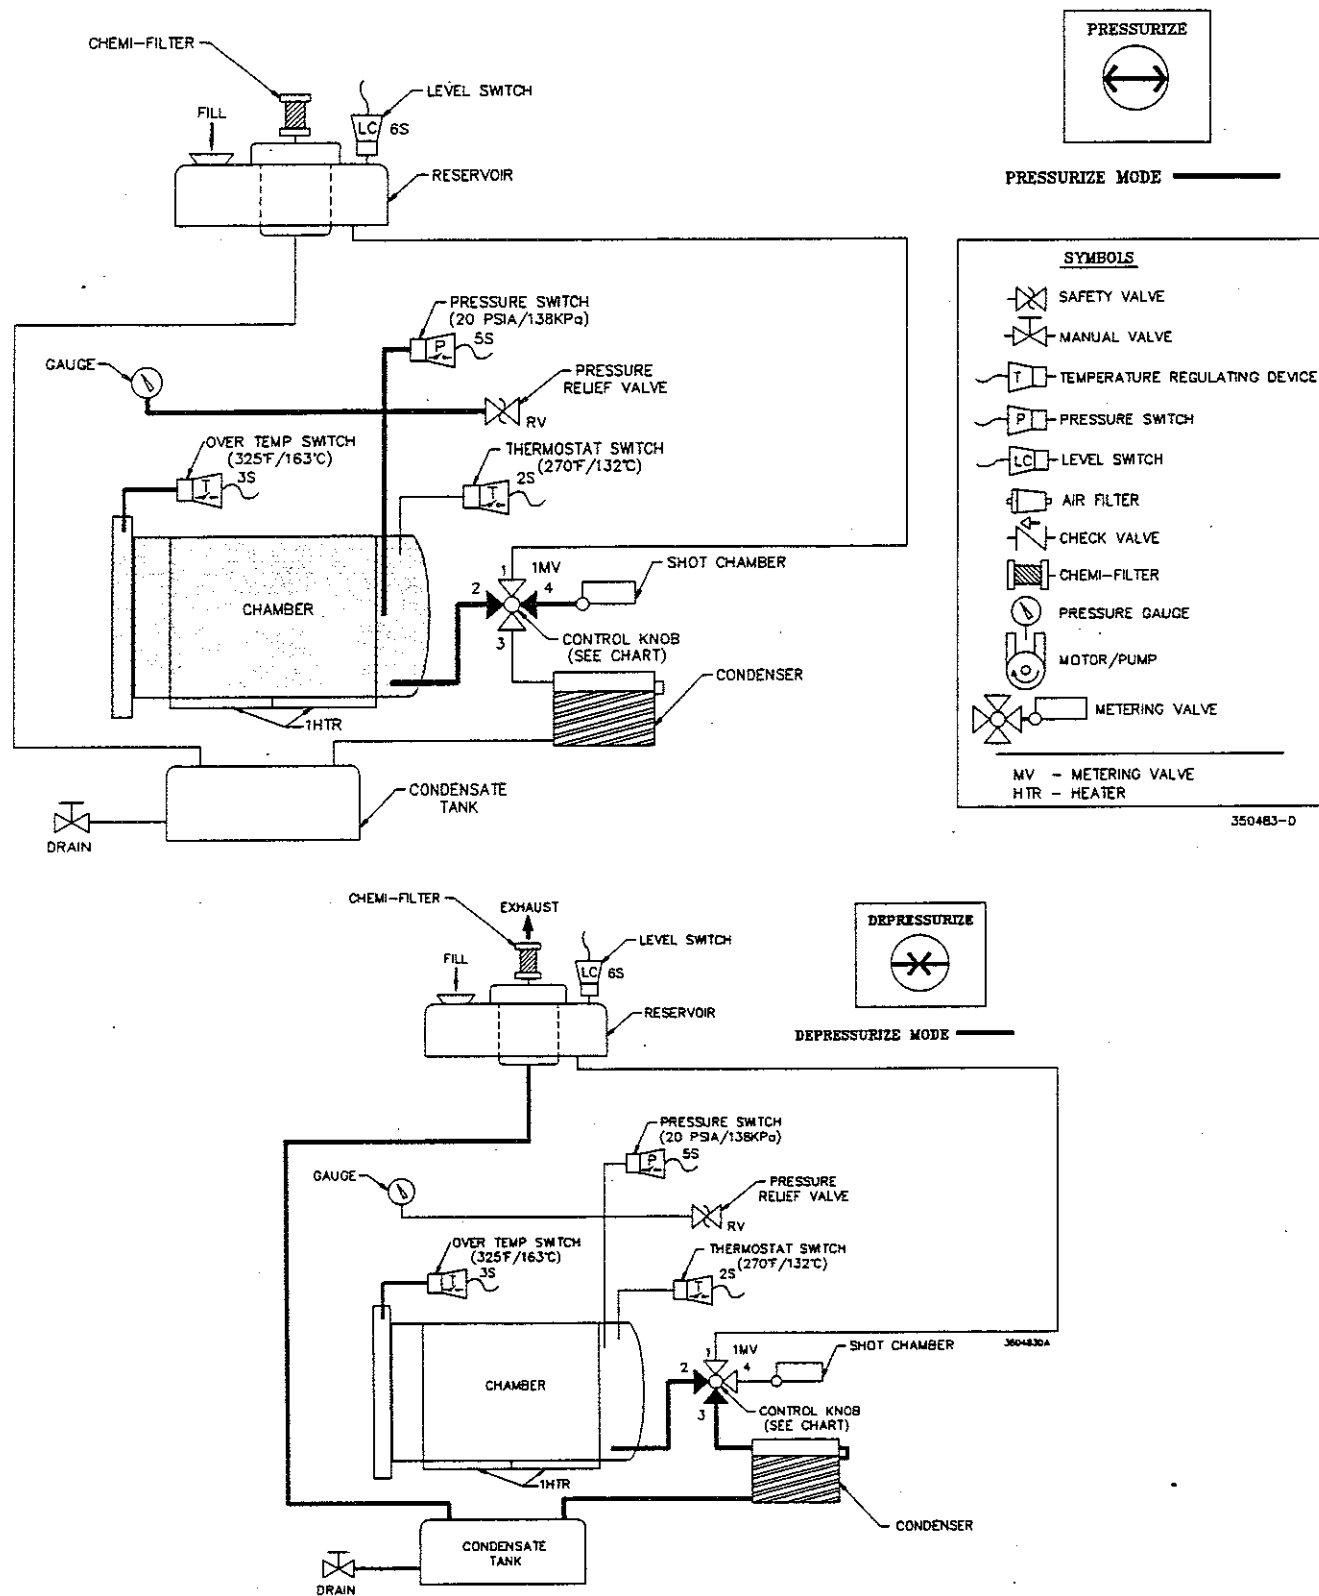 CHEMI-FILTER
LEVEL SWITCH
FILL
LC
6S
RESERVOIR
PRESSURE SWITCH
(20 PSIA/138KPa)
P
5S
GAUGE
PRESSURE
RELIEF VALVE
RV
OVER TEMP SWITCH
(325°F/163°C)
T
3S
THERMOSTAT SWITCH
(270°F/132°C)
T
2S
CHAMBER
1
1MV
2
4
3
SHOT CHAMBER
CONTROL KNOB
(SEE CHART)
CONDENSER
1HTR
CONDENSATE
TANK
DRAIN
PRESSURIZE
PRESSURIZE MODE
SYMBOLS
SAFETY VALVE
MANUAL VALVE
T
TEMPERATURE REGULATING DEVICE
P
PRESSURE SWITCH
LC
LEVEL SWITCH
AIR FILTER
CHECK VALVE
CHEMI-FILTER
PRESSURE GAUGE
MOTOR/PUMP
METERING VALVE
MV - METERING VALVE
HTR - HEATER
350483-D
CHEMI-FILTER
EXHAUST
LEVEL SWITCH
FILL
LC
6S
RESERVOIR
DEPRESSURIZE
DEPRESSURIZE MODE
PRESSURE SWITCH
(20 PSIA/138KPa)
P
5S
GAUGE
PRESSURE
RELIEF VALVE
RV
OVER TEMP SWITCH
(325°F/163°C)
T
3S
THERMOSTAT SWITCH
(270°F/132°C)
T
2S
CHAMBER
1
1MV
2
4
3
SHOT CHAMBER
CONTROL KNOB
(SEE CHART)
1HTR
CONDENSER
CONDENSATE
TANK
DRAIN